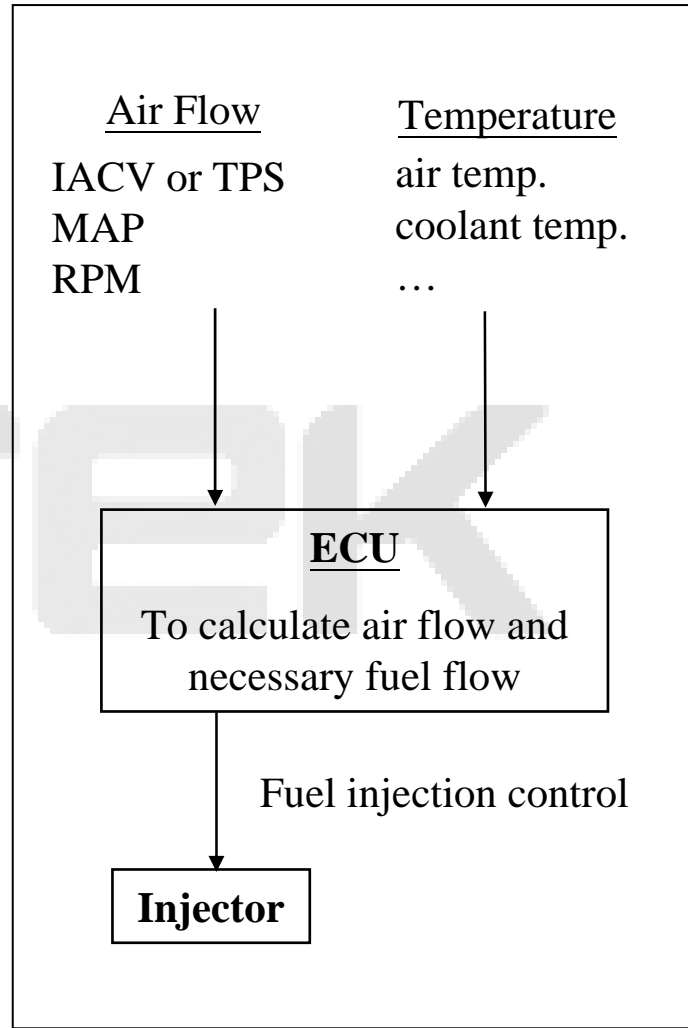 Air Flow
IACV or TPS
MAP
RPM
Temperature
air temp.
coolant temp.
…
ECU
To calculate air flow and
necessary fuel flow
Fuel injection control
Injector